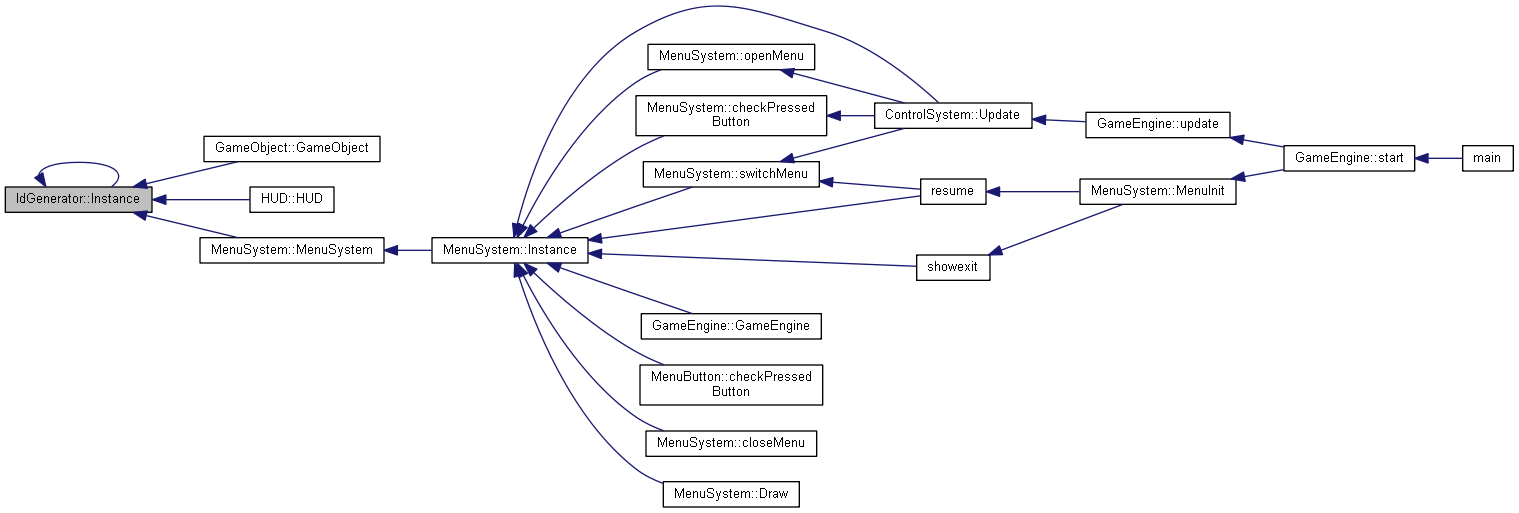 IdGenerator::Instance
GameObject::GameObject
HUD::HUD
MenuSystem::MenuSystem
MenuSystem::Instance
MenuSystem::openMenu
MenuSystem::checkPressed
Button
MenuSystem::switchMenu
GameEngine::GameEngine
MenuButton::checkPressed
Button
MenuSystem::closeMenu
MenuSystem::Draw
ControlSystem::Update
resume
showexit
GameEngine::update
MenuSystem::MenuInit
GameEngine::start
main